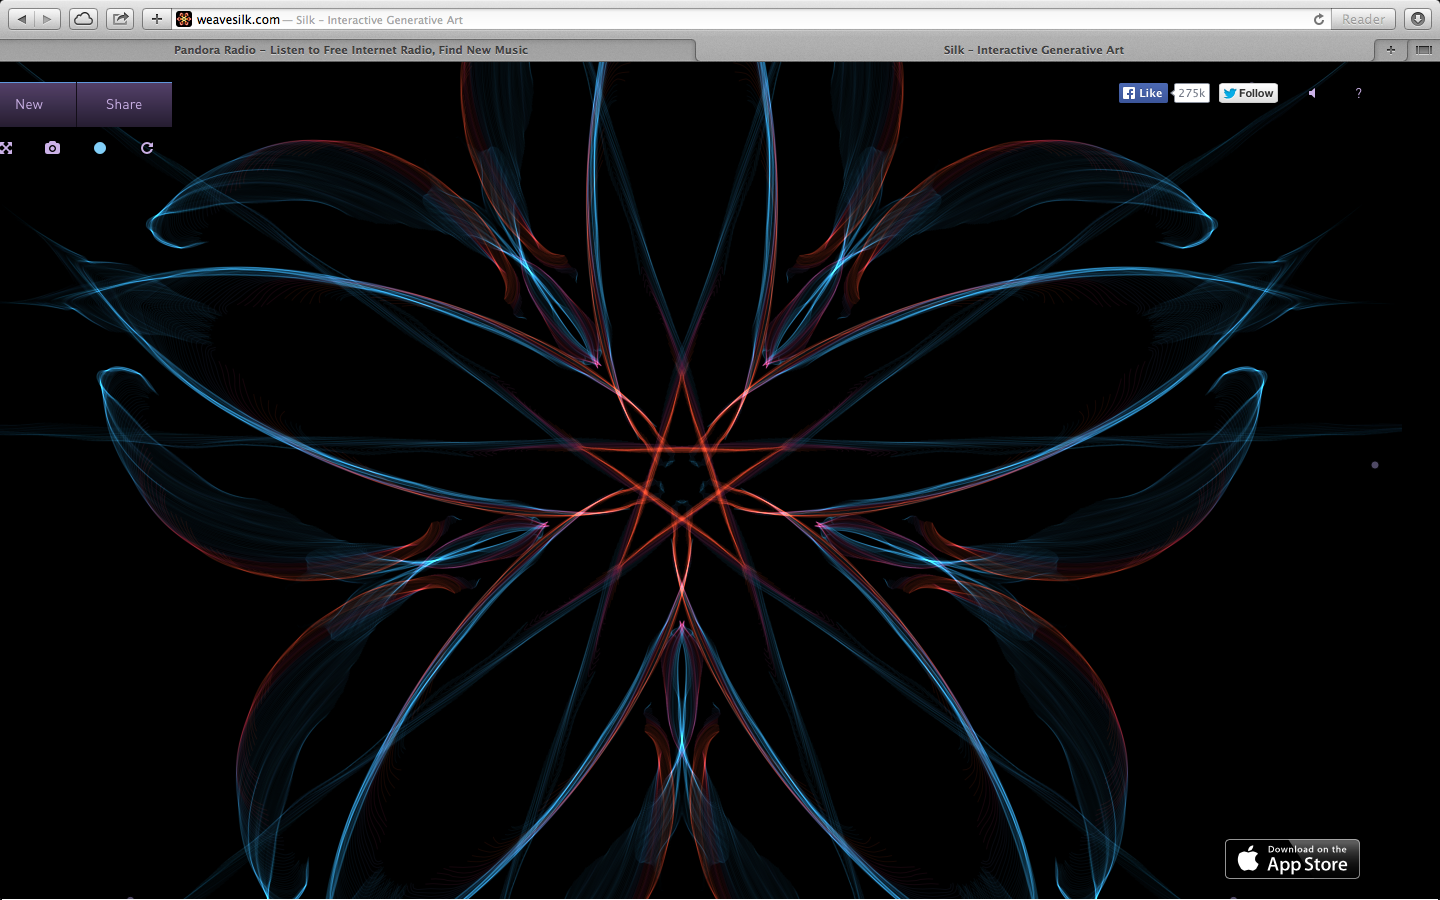 weavesilk.com — Silk – Interactive Generative Art
Reader
Pandora Radio – Listen to Free Internet Radio, Find New Music
Silk – Interactive Generative Art
New
Share
Like
275k
Follow
?
Download on the
App Store